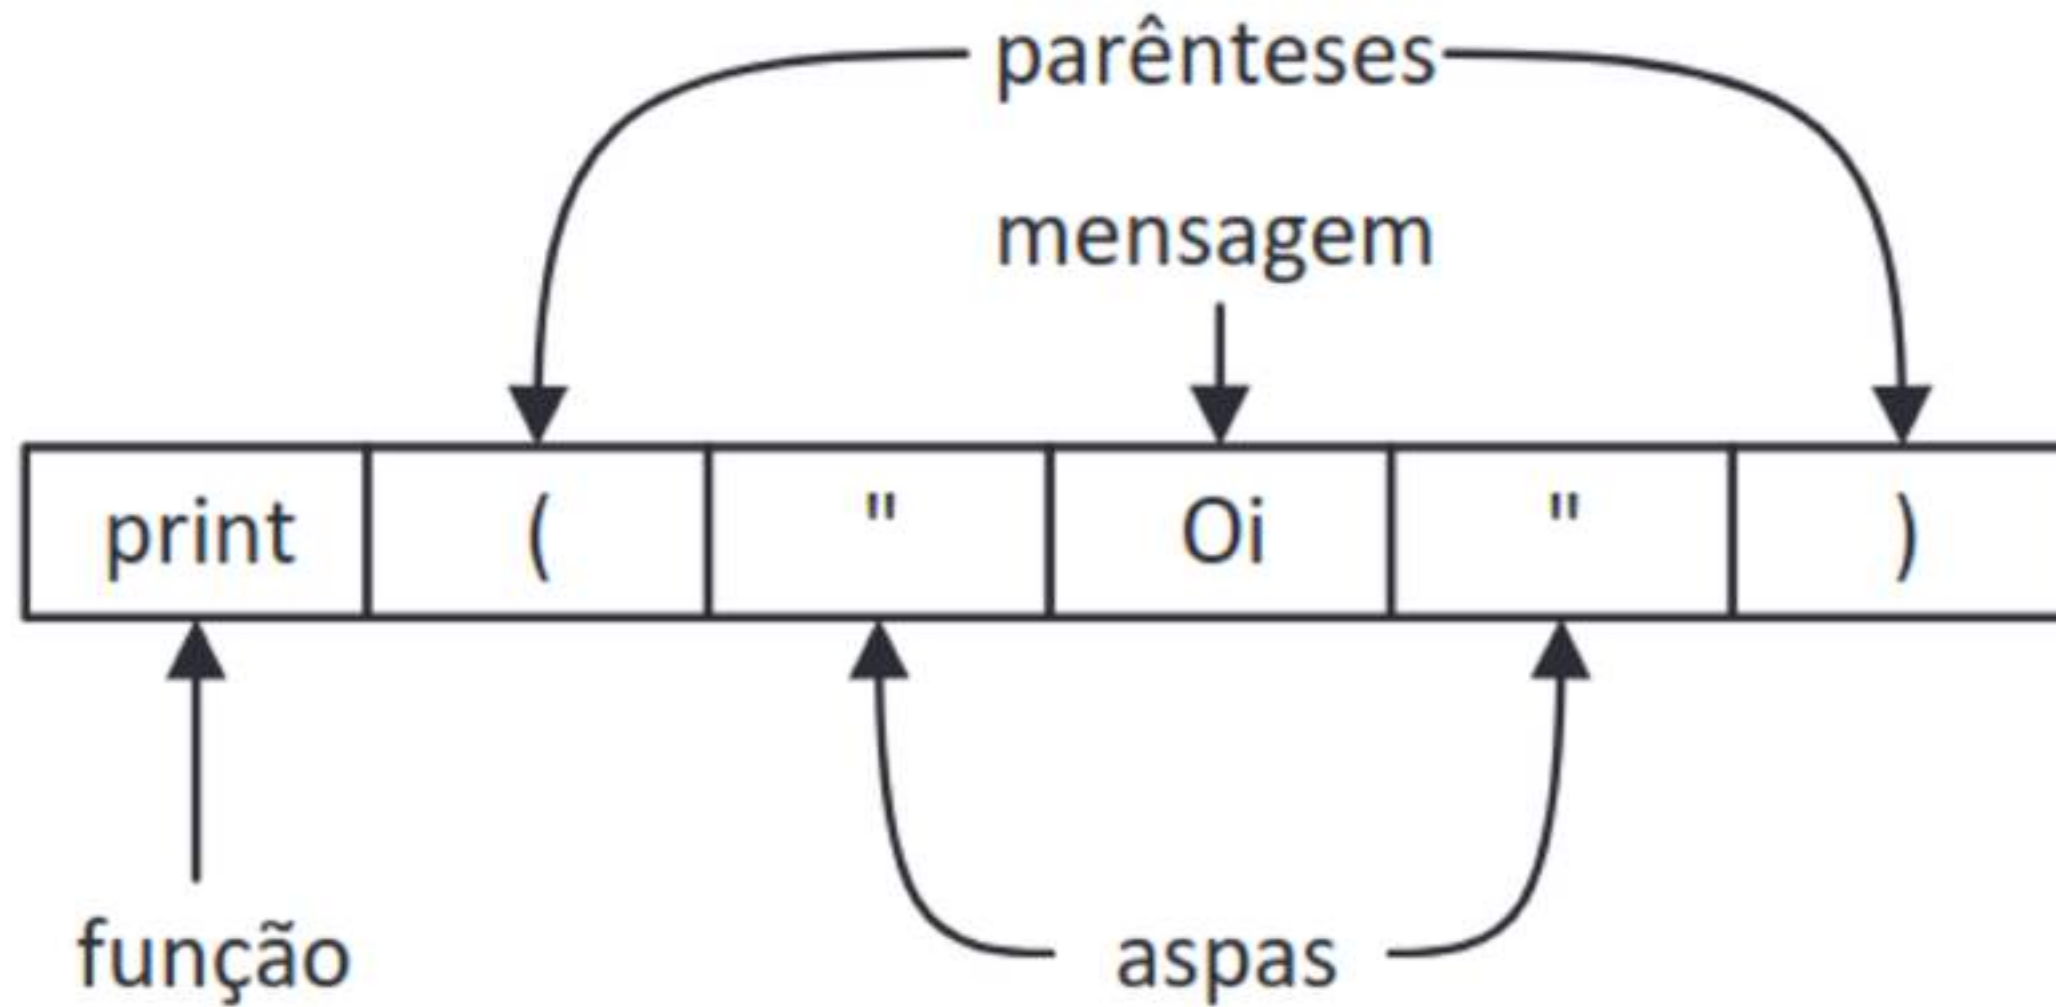 parênteses
mensagem
print ( " Oi " )
função aspas